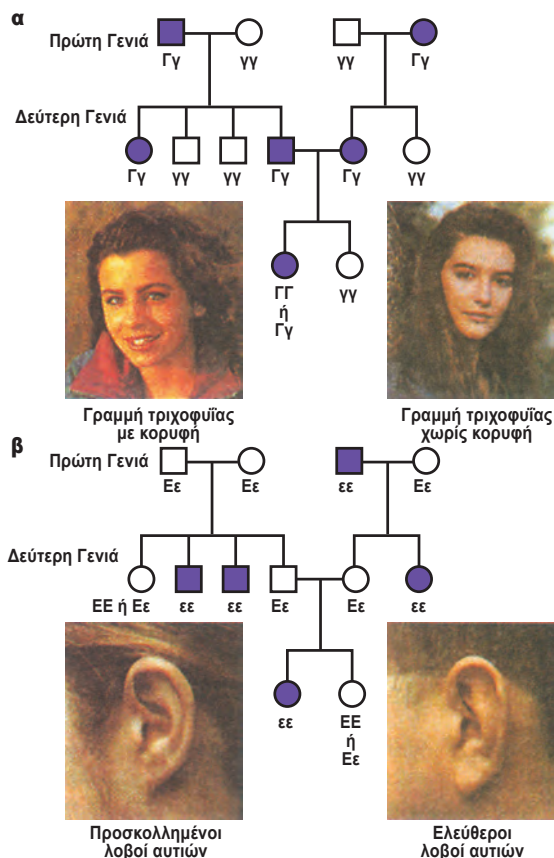 α
Πρώτη Γενιά
Γγ γγ γγ Γγ
Δεύτερη Γενιά
Γγ γγ γγ Γγ Γγ γγ
ΓΓ γγ
ή
Γγ
Γραμμή τριχοφυΐας
με κορυφή
Γραμμή τριχοφυΐας
χωρίς κορυφή
β
Πρώτη Γενιά
Εε Εε εε Εε
Δεύτερη Γενιά
ΕΕ ή Εε εε εε Εε Εε εε
εε ΕΕ
ή
Εε
Προσκολλημένοι
λοβοί αυτιών
Ελεύθεροι
λοβοί αυτιών